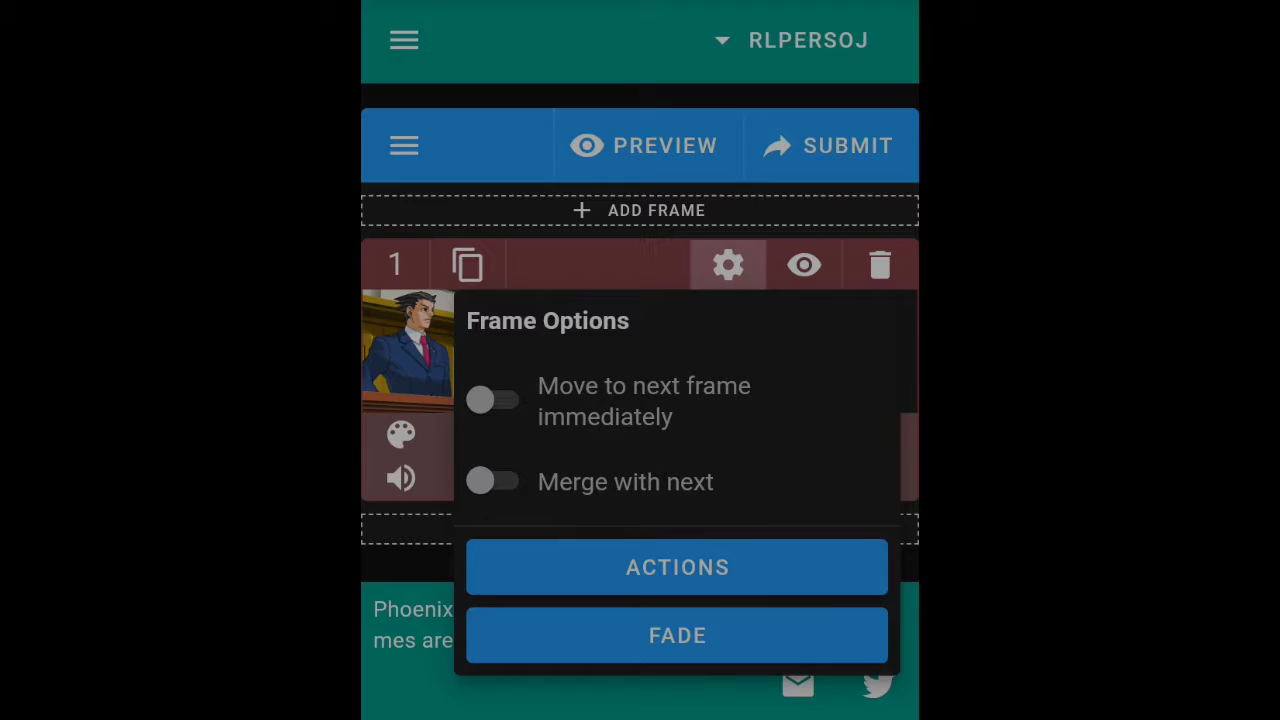 RLPERSOJ
PREVIEW
SUBMIT
ADD FRAME
1
Frame Options
Move to next frame
immediately
Merge with next
ACTIONS
Phoenix
mes are
FADE